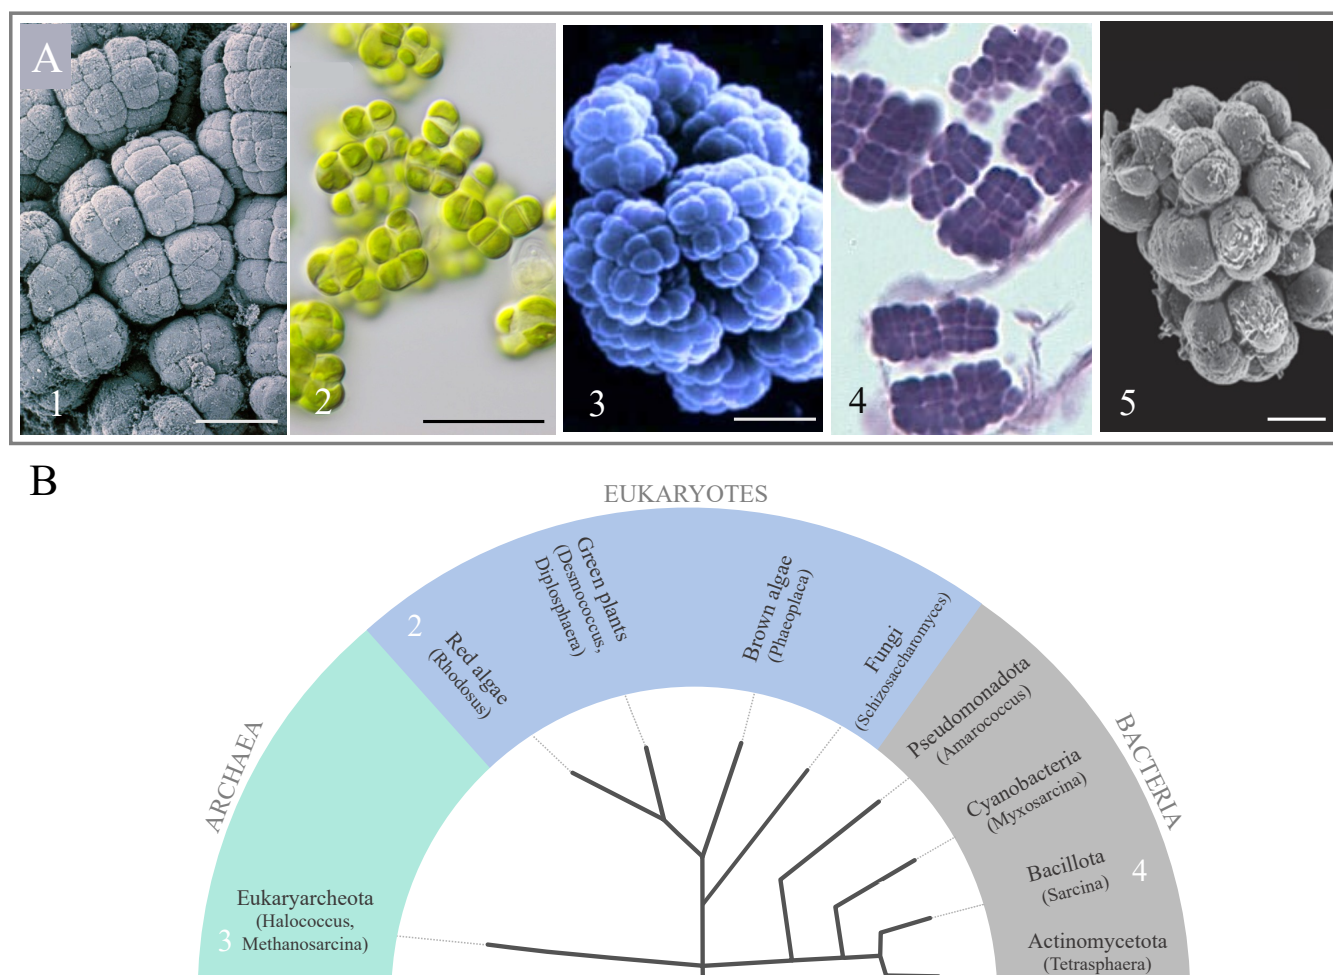 A
1
2
3
4
5
B
EUKARYOTES
ARCHAEA
BACTERIA
2
Red algae
(Rhodosus)
Green plants
(Desmococcus,
Diplosphaera)
Brown algae
(Phaeoplaca)
Fungi
(Schizosaccharomyces)
Pseudomonadota
(Amarococcus)
Cyanobacteria
(Myxosarcina)
Bacillota
(Sarcina)
4
Actinomycetota
(Tetrasphaera)
Eukaryarcheota
(Halococcus,
3 Methanosarcina)